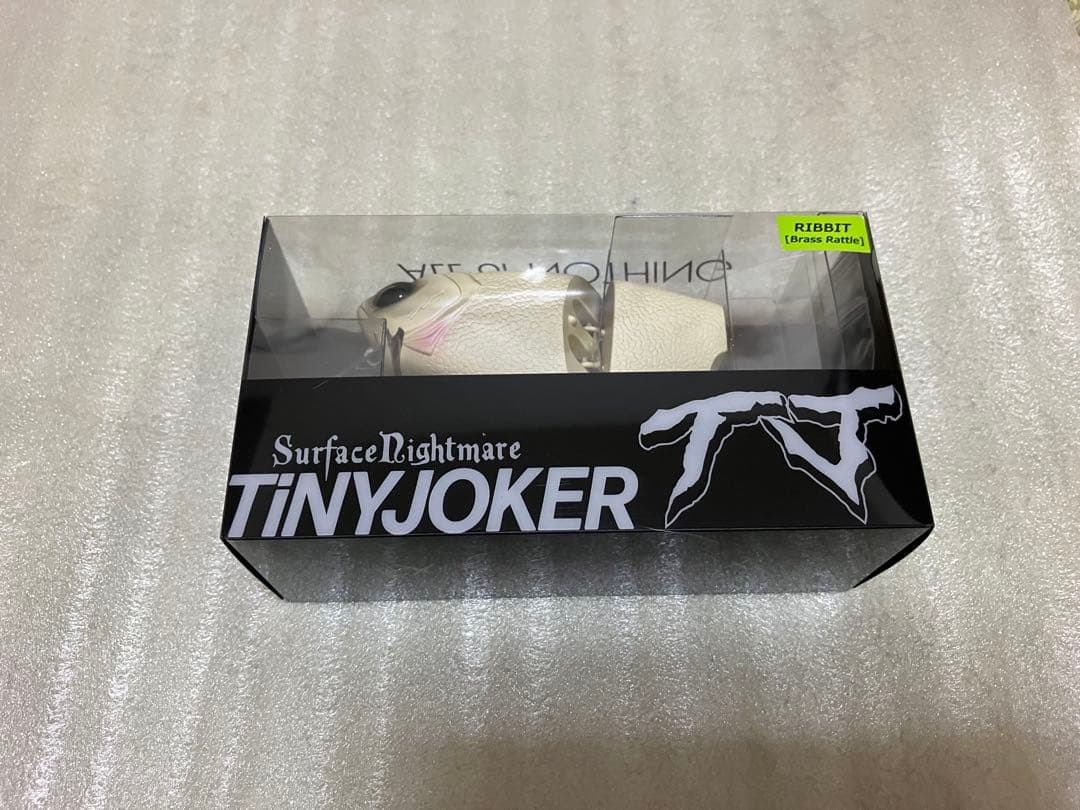 RIBBIT
[Brass Rattle]
ALL OR NOTHING
SurfaceNightmare
TiNYJOKER
TJ